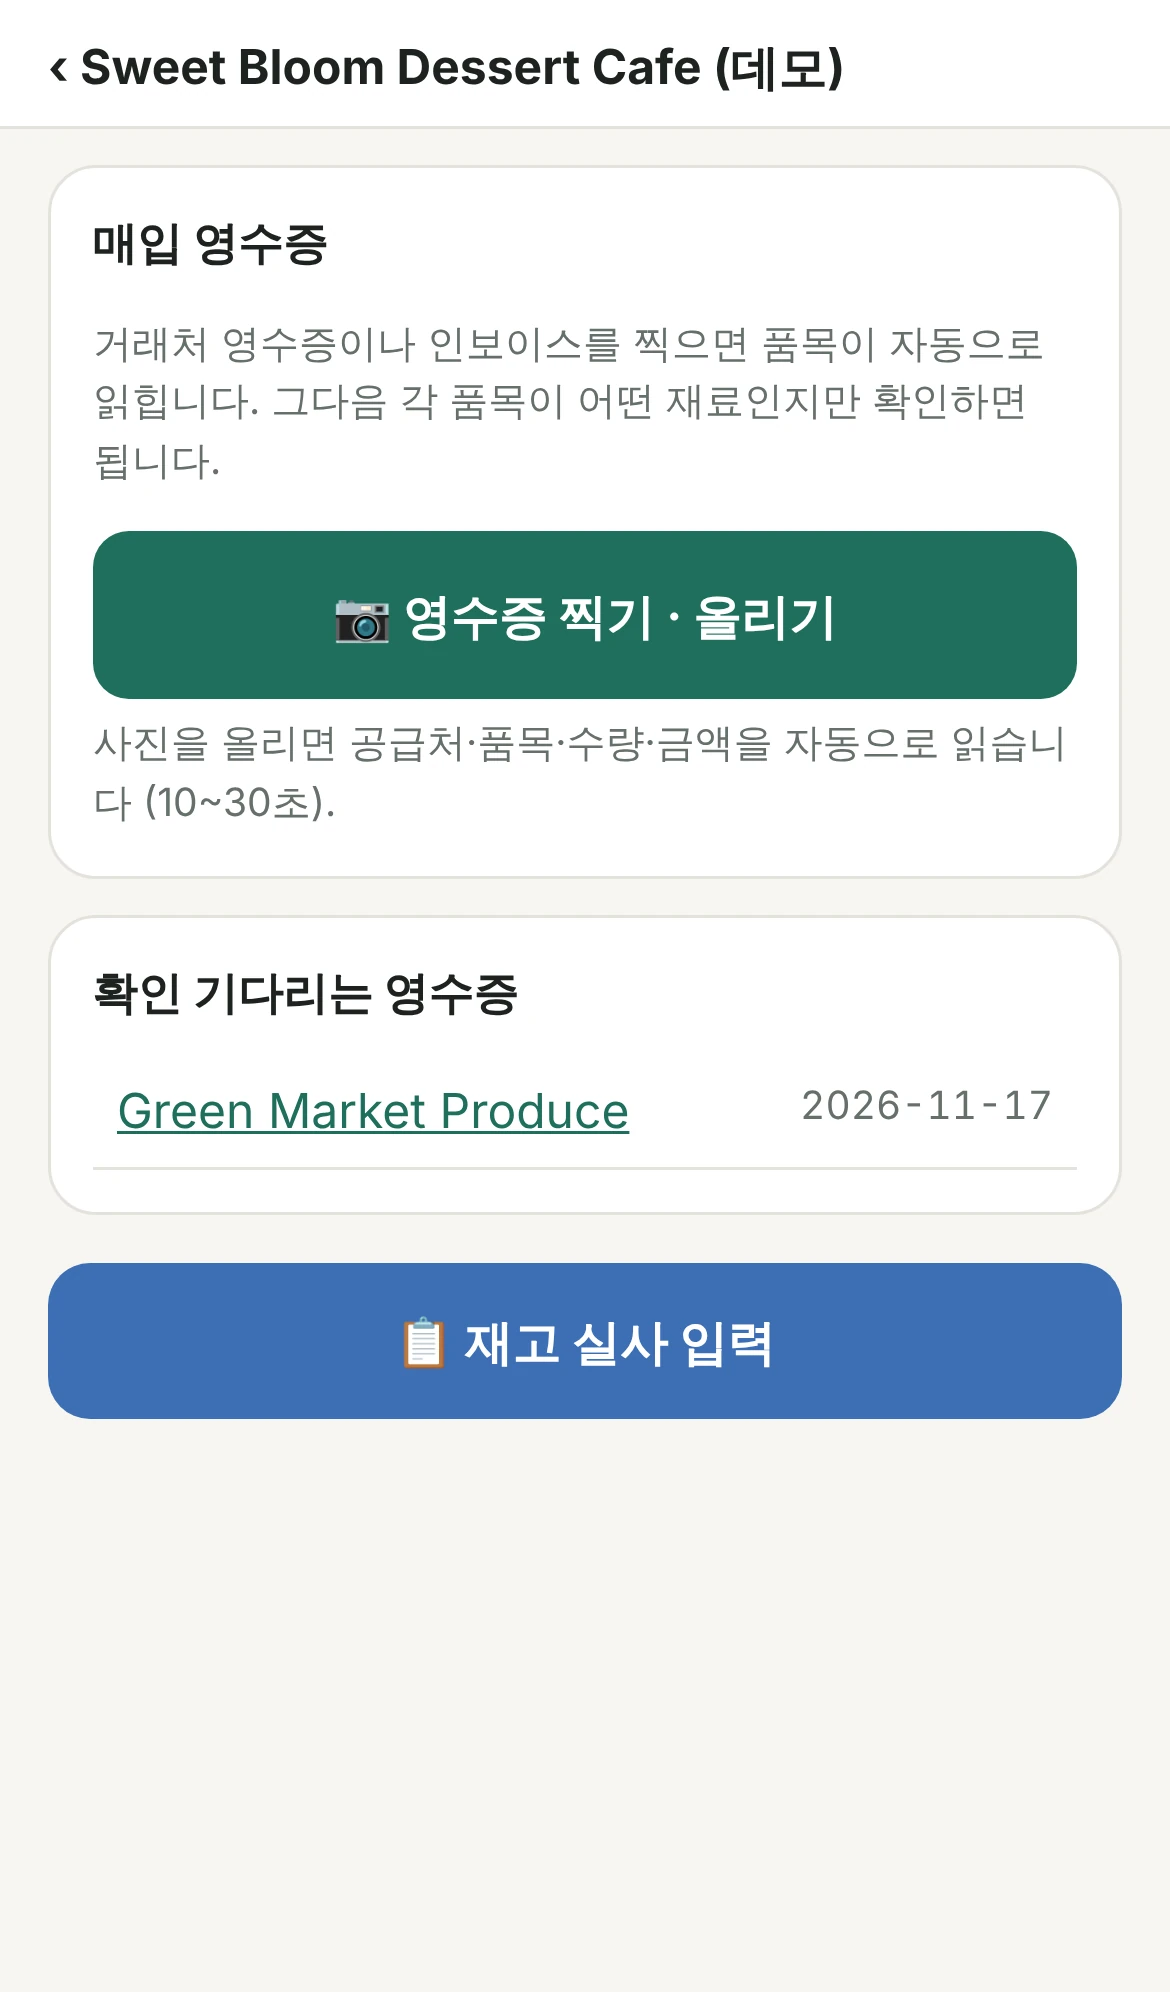 ‹ Sweet Bloom Dessert Cafe (데모)
매입 영수증
거래처 영수증이나 인보이스를 찍으면 품목이 자동으로
읽힙니다. 그다음 각 품목이 어떤 재료인지만 확인하면
됩니다.
📷 영수증 찍기 · 올리기
사진을 올리면 공급처·품목·수량·금액을 자동으로 읽습니
다 (10~30초).
확인 기다리는 영수증
Green Market Produce 2026-11-17
📋 재고 실사 입력